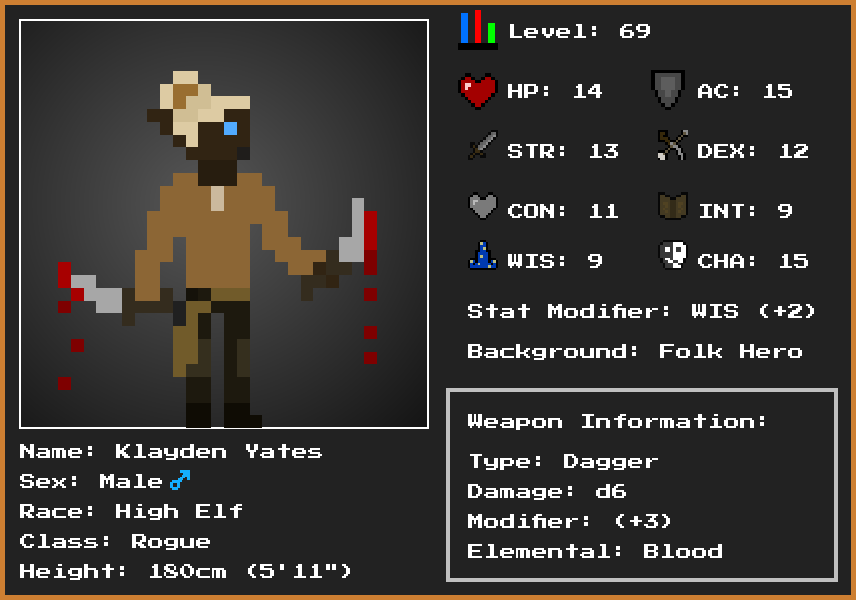 Level: 69
HP: 14 AC: 15
STR: 13 DEX: 12
CON: 11 INT: 9
WIS: 9 CHA: 15
Stat Modifier: WIS (+2)
Background: Folk Hero
Weapon Information:
Type: Dagger
Damage: d6
Modifier: (+3)
Elemental: Blood
Name: Klayden Yates
Sex: Male ♂
Race: High Elf
Class: Rogue
Height: 180cm (5'11")